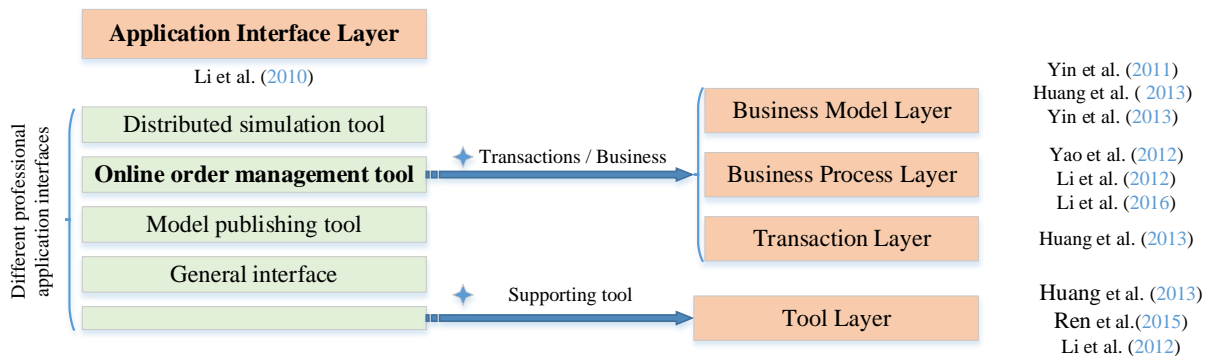 Application Interface Layer
Li et al. (2010)
Different professional
application interfaces
Distributed simulation tool
Online order management tool
Model publishing tool
General interface
Transactions / Business
Supporting tool
Business Model Layer
Business Process Layer
Transaction Layer
Tool Layer
Yin et al. (2011)
Huang et al. ( 2013)
Yin et al. (2013)
Yao et al. (2012)
Li et al. (2012)
Li et al. (2016)
Huang et al. (2013)
Huang et al. (2013)
Ren et al.(2015)
Li et al. (2012)